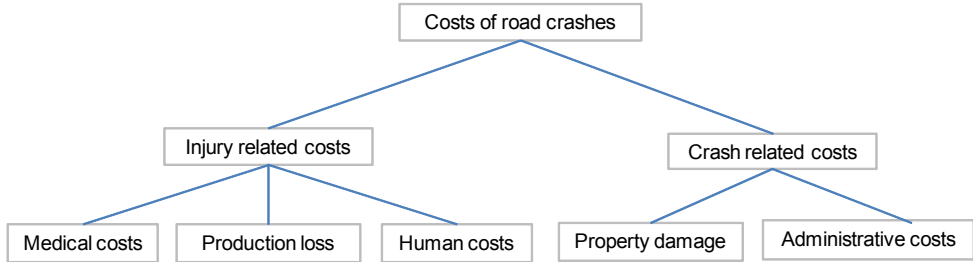 Costs of road crashes
Injury related costs
Crash related costs
Medical costs
Production loss
Human costs
Property damage
Administrative costs